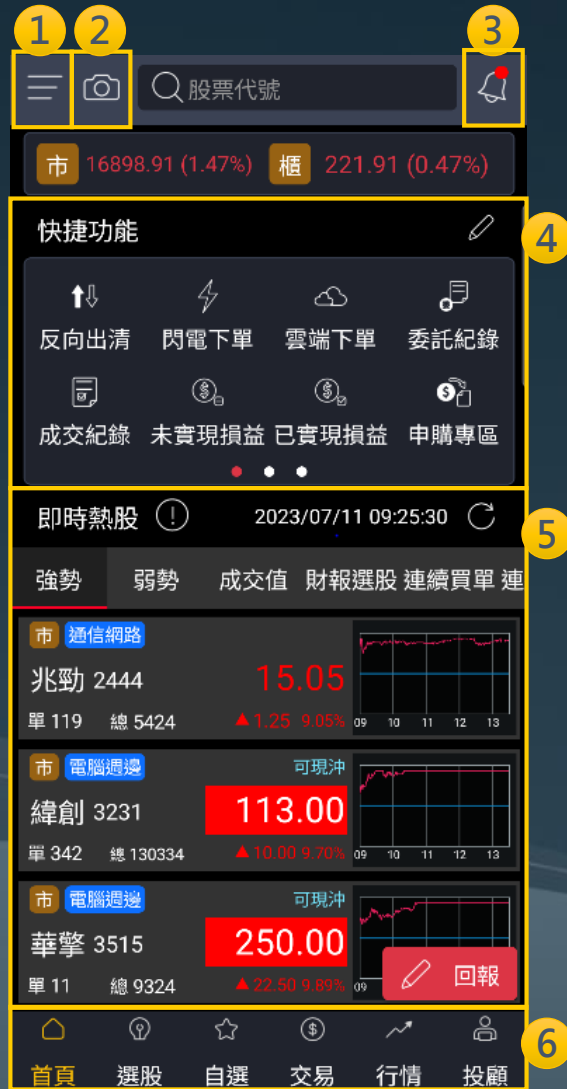 1 2 3
股票代號
市 16898.91 (1.47%) 櫃 221.91 (0.47%)
快捷功能
4
反向出清 閃電下單 雲端下單 委託紀錄
成交紀錄 未實現損益 已實現損益 申購專區
即時熱股 2023/07/11 09:25:30
5
強勢 弱勢 成交值 財報選股 連續買單 連
市 通信網路
兆勁 2444 15.05
單 119 總 5424 ▲1.25 9.05% 09 10 11 12 13
市 電腦週邊 可現沖
緯創 3231 113.00
單 342 總 130334 ▲10.00 9.70% 09 10 11 12 13
市 電腦週邊 可現沖
華擎 3515 250.00
單 11 總 9324 ▲22.50 9.89% 09
回報
6
首頁 選股 自選 交易 行情 投顧